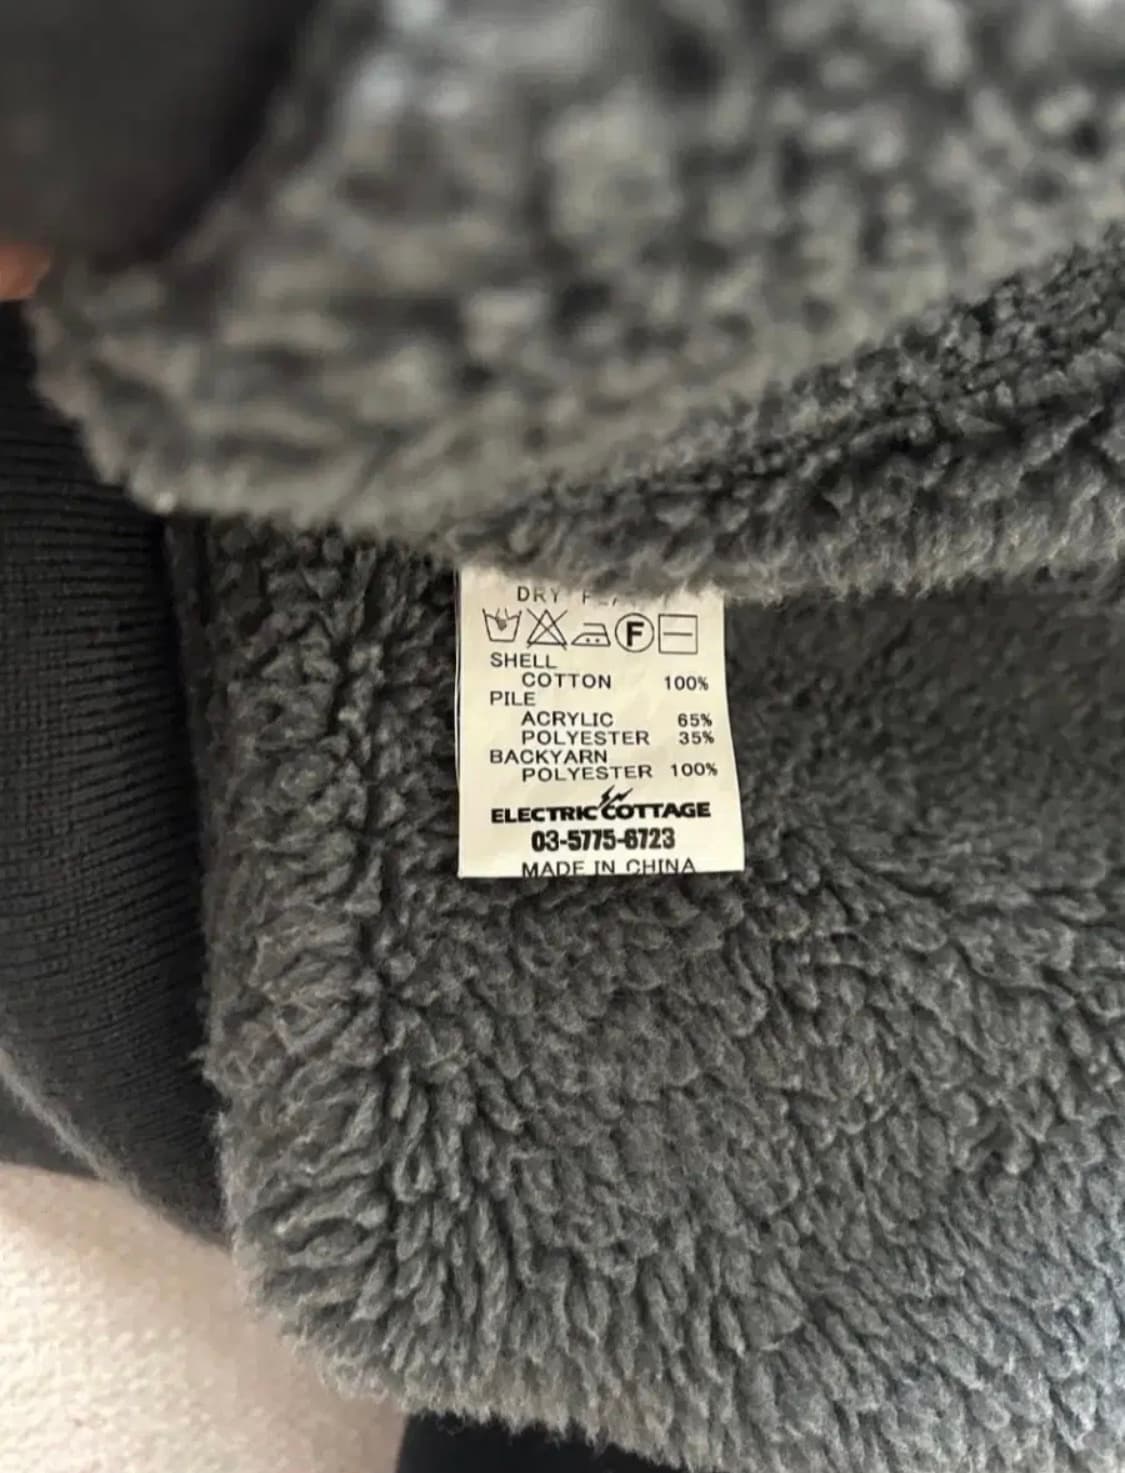 DRY
F
SHELL
COTTON 100%
PILE
ACRYLIC 65%
POLYESTER 35%
BACKYARN
POLYESTER 100%
ELECTRIC COTTAGE
03-5775-6723
MADE IN CHINA